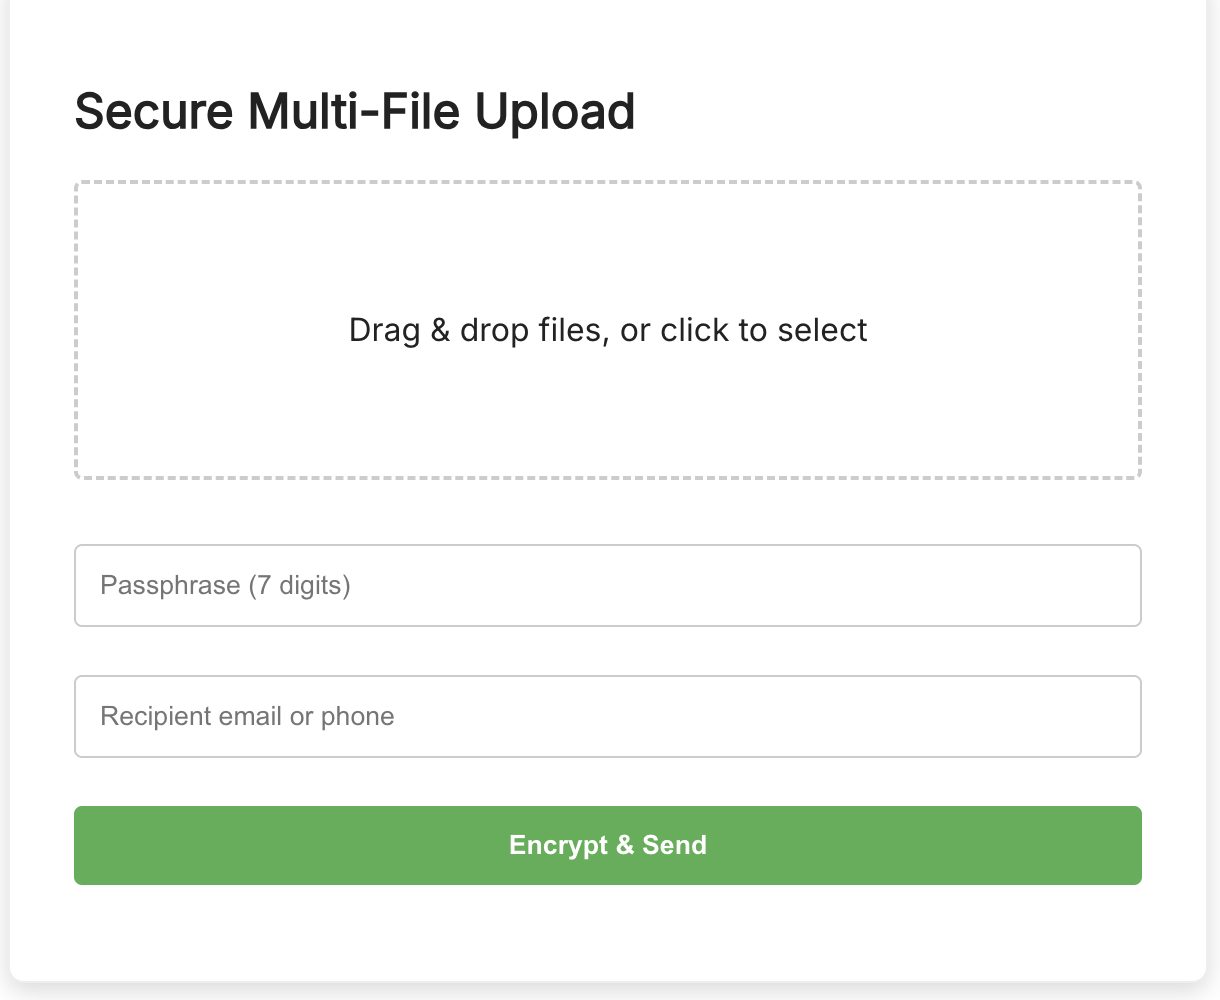 Secure Multi-File Upload
Drag & drop files, or click to select
Passphrase (7 digits)
Recipient email or phone
Encrypt & Send